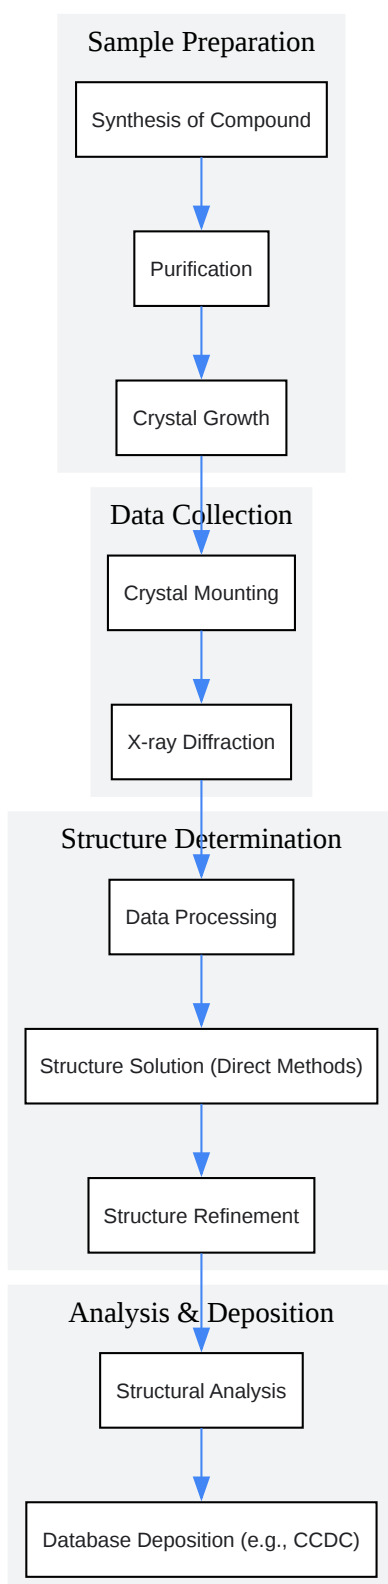 Sample Preparation
Synthesis of Compound
Purification
Crystal Growth
Data Collection
Crystal Mounting
X-ray Diffraction
Structure Determination
Data Processing
Structure Solution (Direct Methods)
Structure Refinement
Analysis & Deposition
Structural Analysis
Database Deposition (e.g., CCDC)